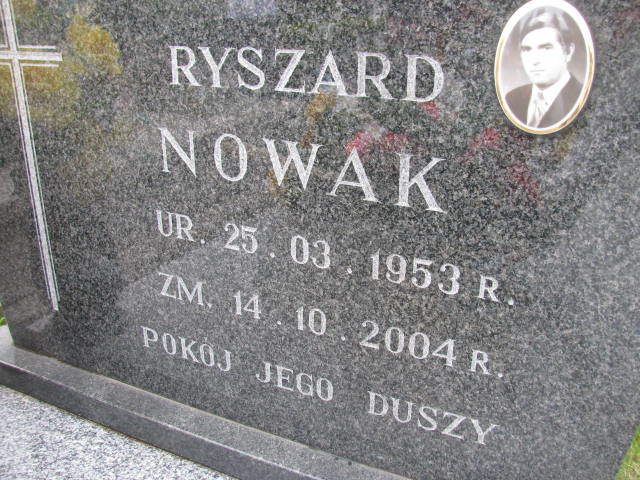 RYSZARD
NOWAK
UR. 25.03.1953 R.
ZM. 14.10.2004 R.
POKÓJ JEGO DUSZY